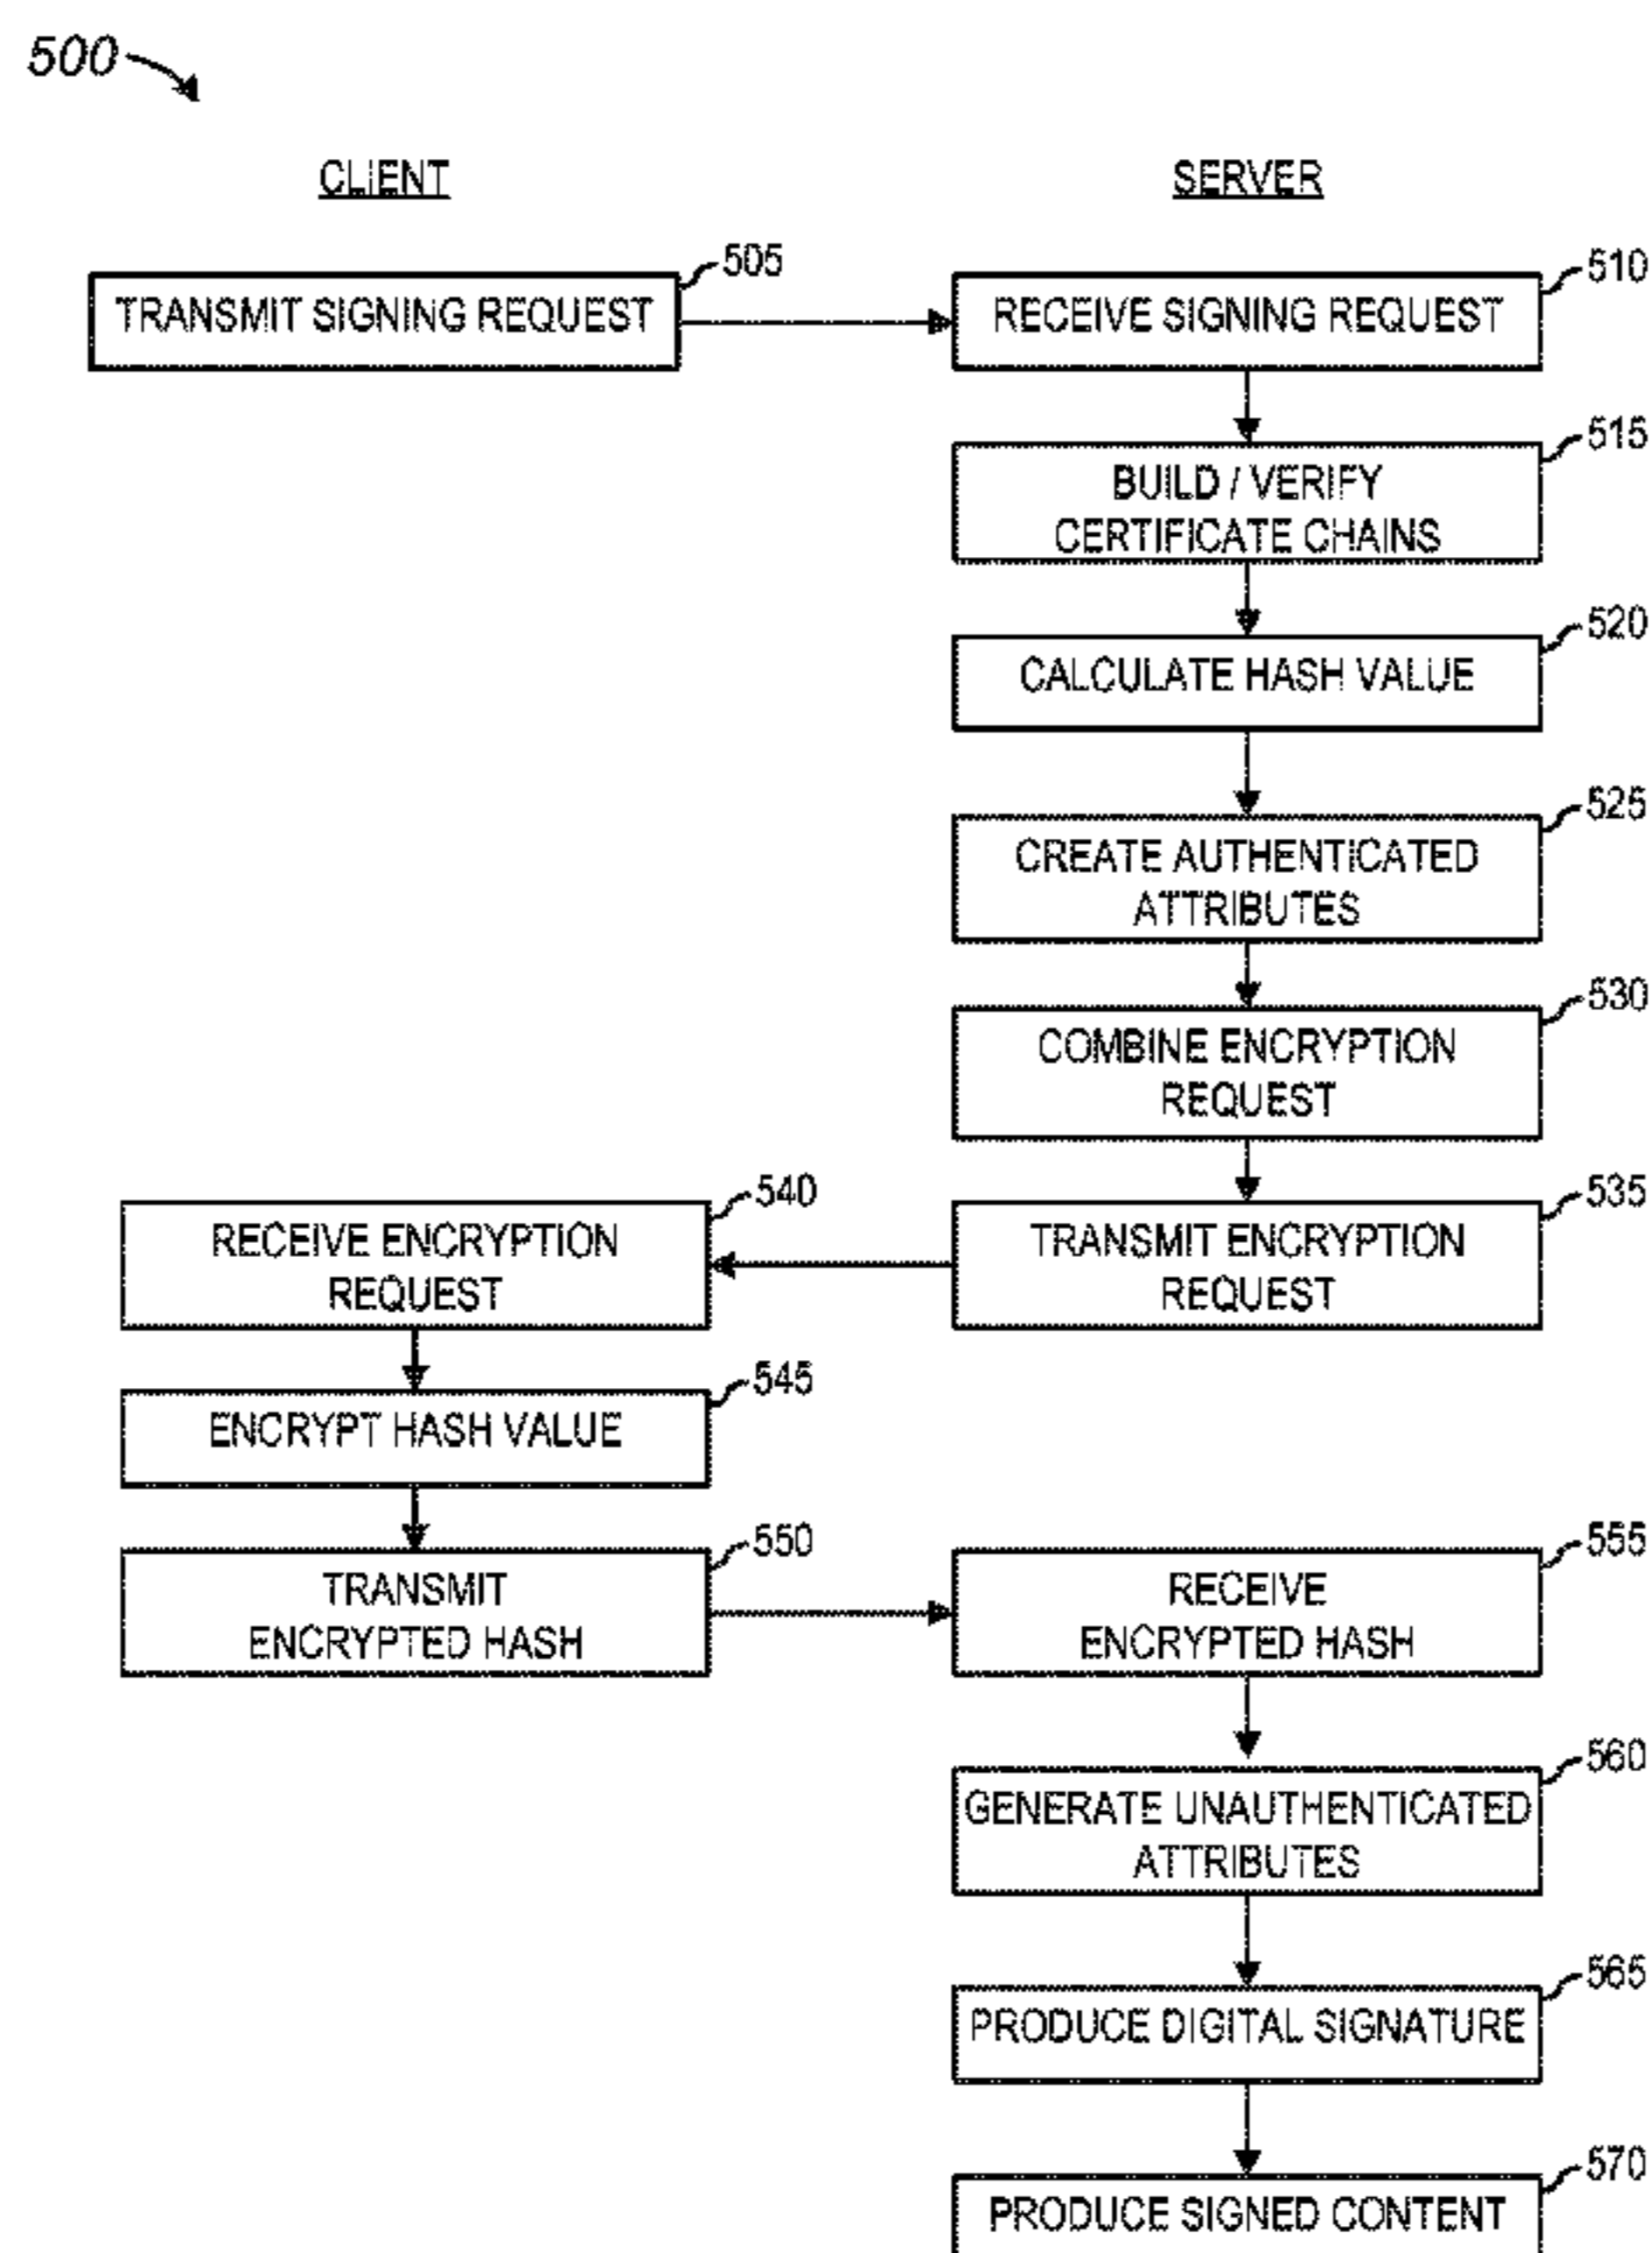 500
CLIENT
SERVER
505
TRANSMIT SIGNING REQUEST
510
RECEIVE SIGNING REQUEST
515
BUILD / VERIFY
CERTIFICATE CHAINS
520
CALCULATE HASH VALUE
525
CREATE AUTHENTICATED
ATTRIBUTES
530
COMBINE ENCRYPTION
REQUEST
535
TRANSMIT ENCRYPTION
REQUEST
540
RECEIVE ENCRYPTION
REQUEST
545
ENCRYPT HASH VALUE
550
TRANSMIT
ENCRYPTED HASH
555
RECEIVE
ENCRYPTED HASH
560
GENERATE UNAUTHENTICATED
ATTRIBUTES
565
PRODUCE DIGITAL SIGNATURE
570
PRODUCE SIGNED CONTENT